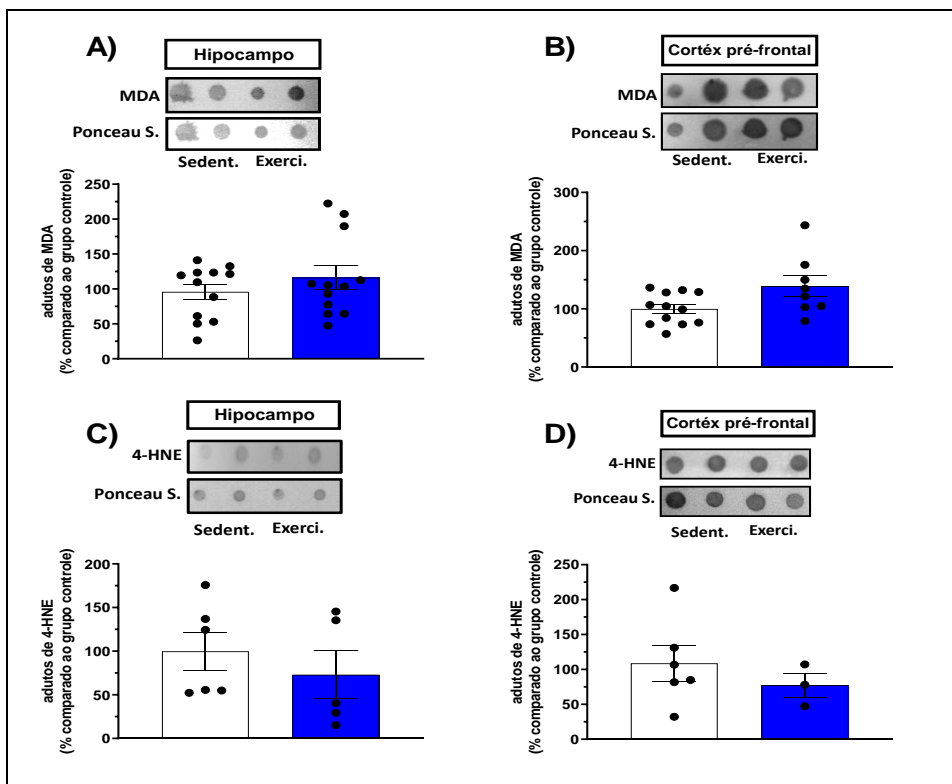 A)
Hipocampo
MDA
Ponceau S.
Sedent. Exerci.
adutos de MDA
(% comparado ao grupo controle)
250
200
150
100
50
0
B)
Cortéx pré-frontal
MDA
Ponceau S.
Sedent. Exerci.
adutos de MDA
(% comparado ao grupo controle)
300
200
100
0
C)
Hipocampo
4-HNE
Ponceau S.
Sedent. Exerci.
adutos de 4-HNE
(% comparado ao grupo controle)
200
150
100
50
0
D)
Cortéx pré-frontal
4-HNE
Ponceau S.
Sedent. Exerci.
adutos de 4-HNE
(% comparado ao grupo controle)
250
200
150
100
50
0